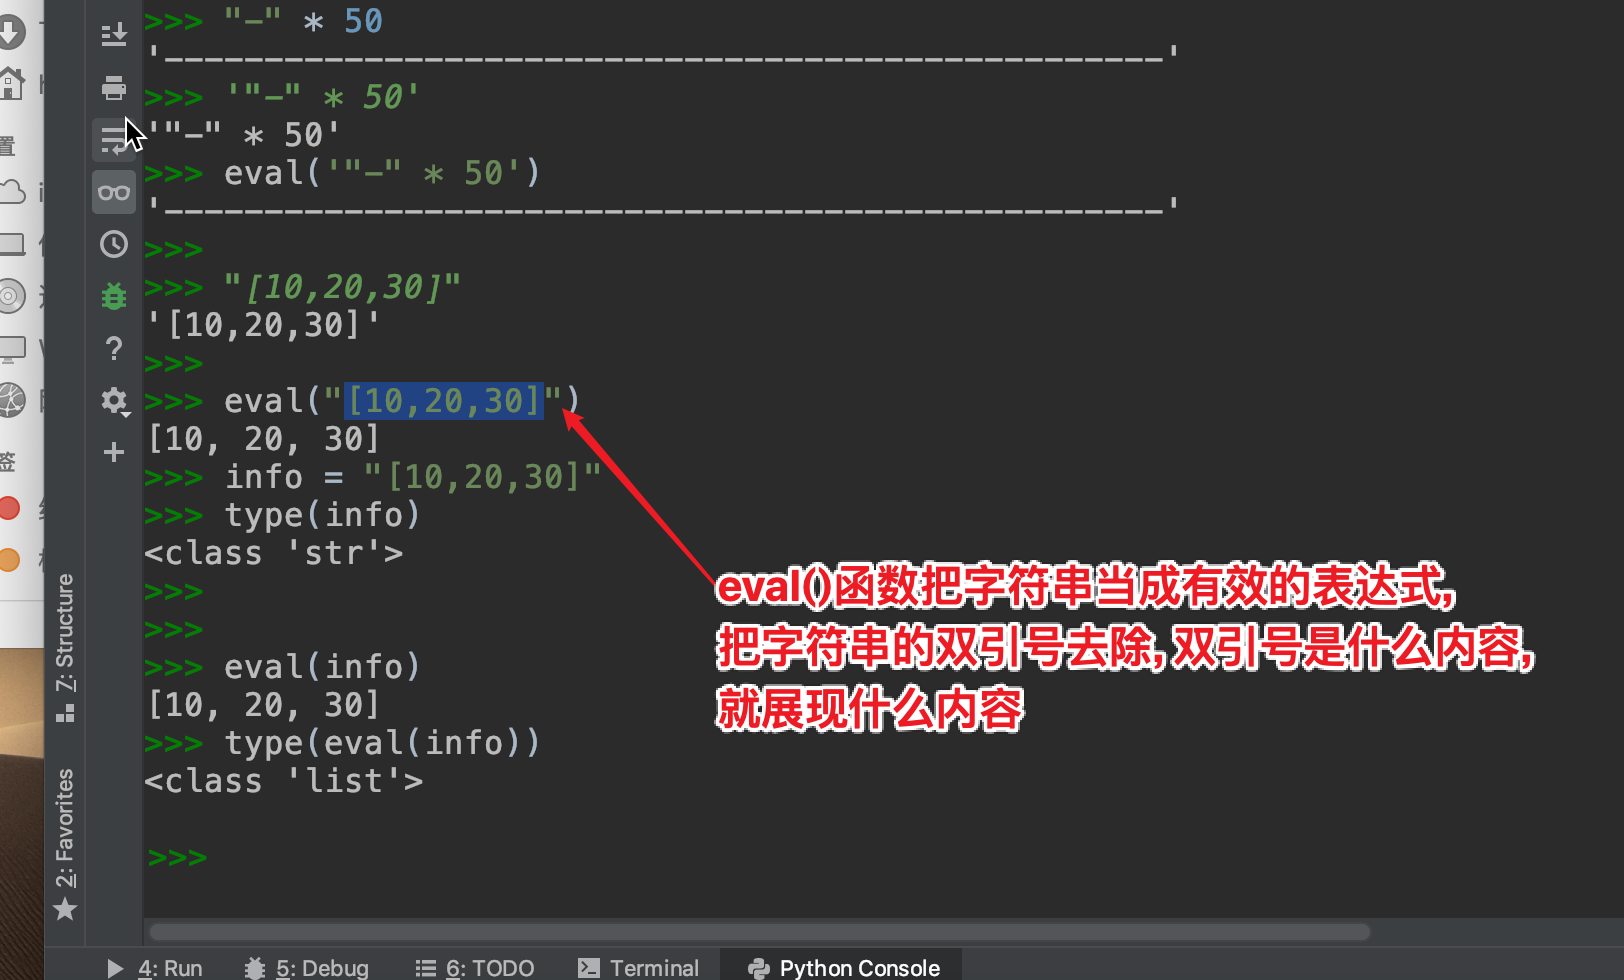 >>> "-" * 50
'--------------------------------------------------'
>>> '"-" * 50'
'"-" * 50'
>>> eval('"-" * 50')
'--------------------------------------------------'
>>>
>>> "[10,20,30]"
'[10,20,30]'
>>>
>>> eval("[10,20,30]")
[10, 20, 30]
>>> info = "[10,20,30]"
>>> type(info)
<class 'str'>
>>>
>>>
>>> eval(info)
[10, 20, 30]
>>> type(eval(info))
<class 'list'>
>>>
eval()函数把字符串当成有效的表达式,
把字符串的双引号去除,双引号是什么内容,
就展现什么内容
置
签
7: Structure
2: Favorites
4: Run
5: Debug
6: TODO
Terminal
Python Console